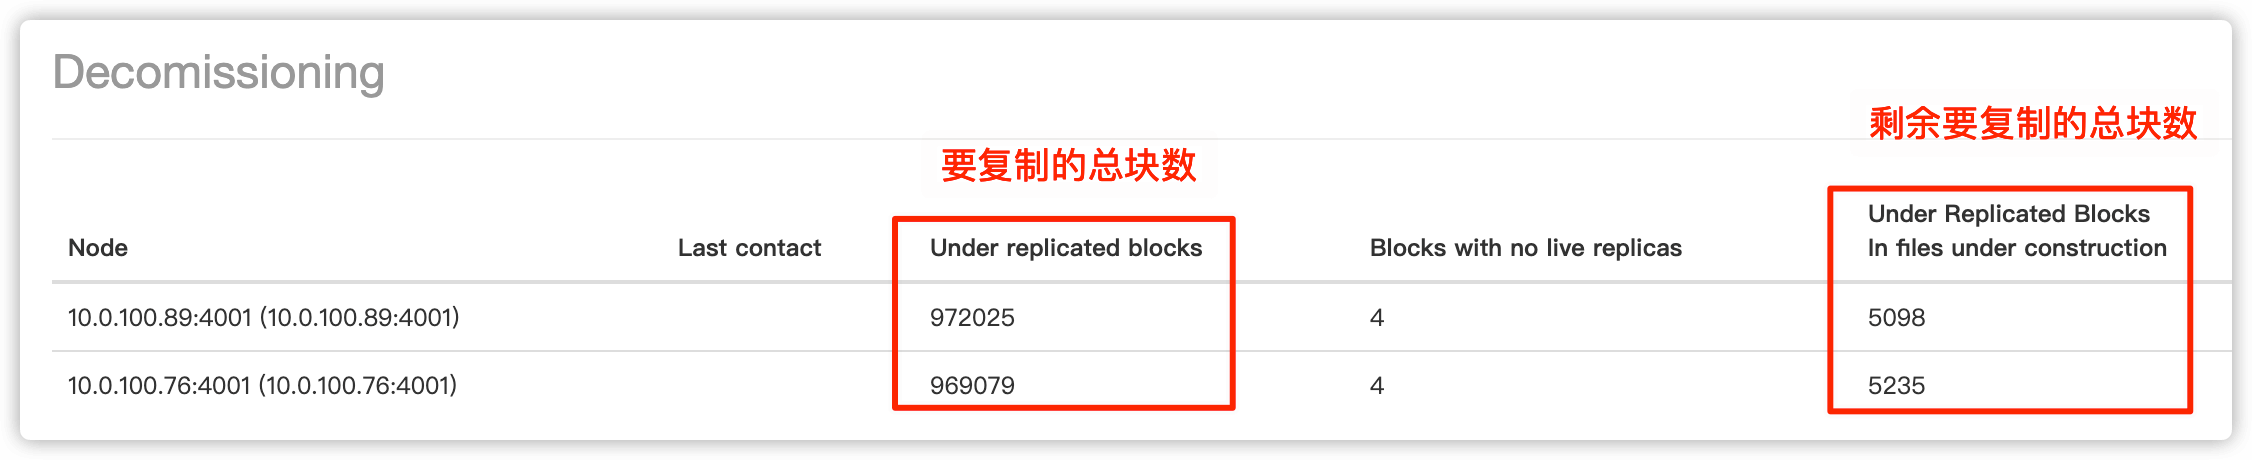 Decomissioning
剩余要复制的总块数
要复制的总块数
Under Replicated Blocks
Node Last contact Under replicated blocks Blocks with no live replicas In files under construction
10.0.100.89:4001 (10.0.100.89:4001) 972025 4 5098
10.0.100.76:4001 (10.0.100.76:4001) 969079 4 5235